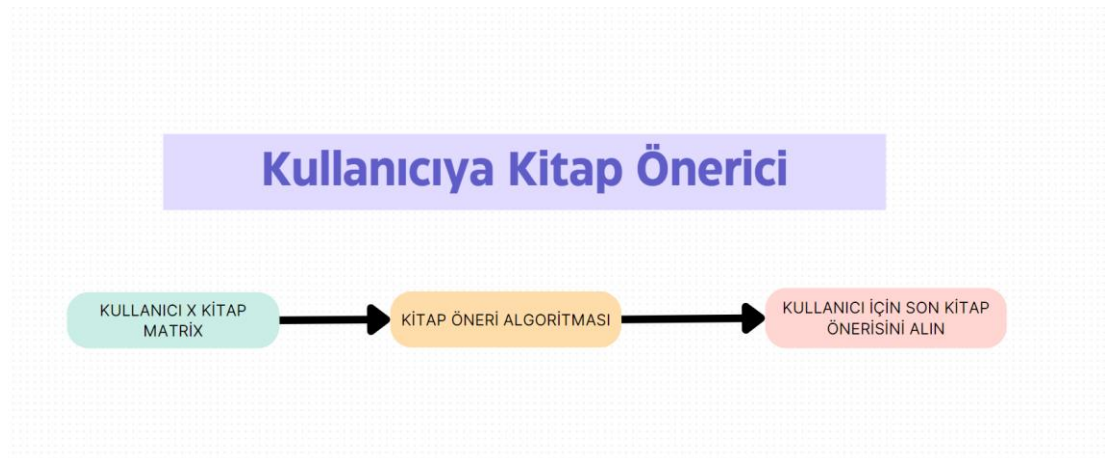 Kullanıcıya Kitap Önerici
KULLANICI X KİTAP
MATRİX
KİTAP ÖNERİ ALGORİTMASI
KULLANICI İÇİN SON KİTAP
ÖNERİSİNİ ALIN